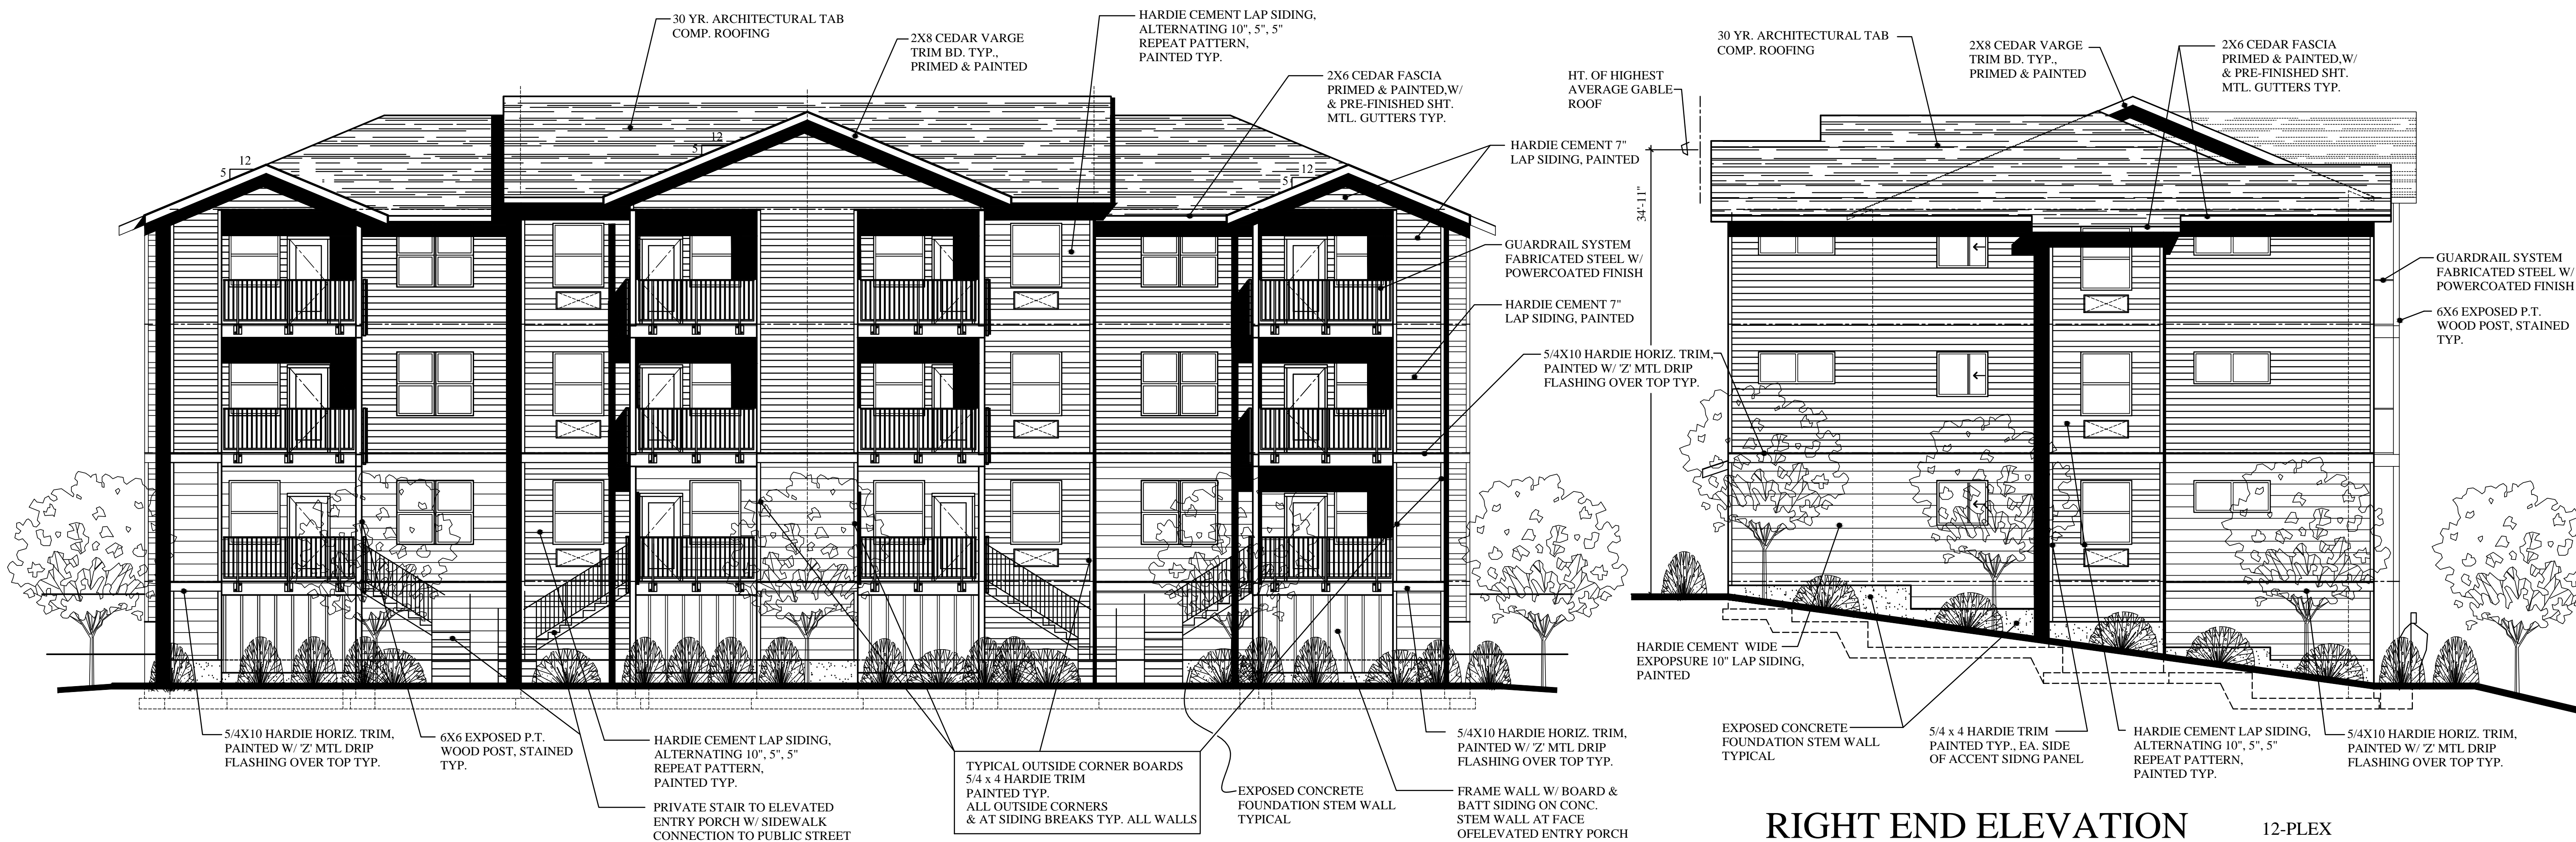 30 YR. ARCHITECTURAL TAB
COMP. ROOFING
2X8 CEDAR VARGE
TRIM BD. TYP.,
PRIMED & PAINTED
HARDIE CEMENT LAP SIDING,
ALTERNATING 10", 5", 5"
REPEAT PATTERN,
PAINTED TYP.
2X6 CEDAR FASCIA
PRIMED & PAINTED,W/
& PRE-FINISHED SHT.
MTL. GUTTERS TYP.
HARDIE CEMENT 7"
LAP SIDING, PAINTED
GUARDRAIL SYSTEM
FABRICATED STEEL W/
POWERCOATED FINISH
HARDIE CEMENT 7"
LAP SIDING, PAINTED
5/4X10 HARDIE HORIZ. TRIM,
PAINTED W/ 'Z' MTL DRIP
FLASHING OVER TOP TYP.
12
5
12
5
12
5
5/4X10 HARDIE HORIZ. TRIM,
PAINTED W/ 'Z' MTL DRIP
FLASHING OVER TOP TYP.
6X6 EXPOSED P.T.
WOOD POST, STAINED
TYP.
HARDIE CEMENT LAP SIDING,
ALTERNATING 10", 5", 5"
REPEAT PATTERN,
PAINTED TYP.
PRIVATE STAIR TO ELEVATED
ENTRY PORCH W/ SIDEWALK
CONNECTION TO PUBLIC STREET
TYPICAL OUTSIDE CORNER BOARDS
5/4 x 4 HARDIE TRIM
PAINTED TYP.
ALL OUTSIDE CORNERS
& AT SIDING BREAKS TYP. ALL WALLS
EXPOSED CONCRETE
FOUNDATION STEM WALL
TYPICAL
5/4X10 HARDIE HORIZ. TRIM,
PAINTED W/ 'Z' MTL DRIP
FLASHING OVER TOP TYP.
FRAME WALL W/ BOARD &
BATT SIDING ON CONC.
STEM WALL AT FACE
OFELEVATED ENTRY PORCH
HT. OF HIGHEST
AVERAGE GABLE
ROOF
34'-11"
30 YR. ARCHITECTURAL TAB
COMP. ROOFING
2X8 CEDAR VARGE
TRIM BD. TYP.,
PRIMED & PAINTED
2X6 CEDAR FASCIA
PRIMED & PAINTED,W/
& PRE-FINISHED SHT.
MTL. GUTTERS TYP.
GUARDRAIL SYSTEM
FABRICATED STEEL W/
POWERCOATED FINISH
6X6 EXPOSED P.T.
WOOD POST, STAINED
TYP.
HARDIE CEMENT WIDE
EXPOPSURE 10" LAP SIDING,
PAINTED
EXPOSED CONCRETE
FOUNDATION STEM WALL
TYPICAL
5/4 x 4 HARDIE TRIM
PAINTED TYP., EA. SIDE
OF ACCENT SIDNG PANEL
HARDIE CEMENT LAP SIDING,
ALTERNATING 10", 5", 5"
REPEAT PATTERN,
PAINTED TYP.
5/4X10 HARDIE HORIZ. TRIM,
PAINTED W/ 'Z' MTL DRIP
FLASHING OVER TOP TYP.
RIGHT END ELEVATION 12-PLEX